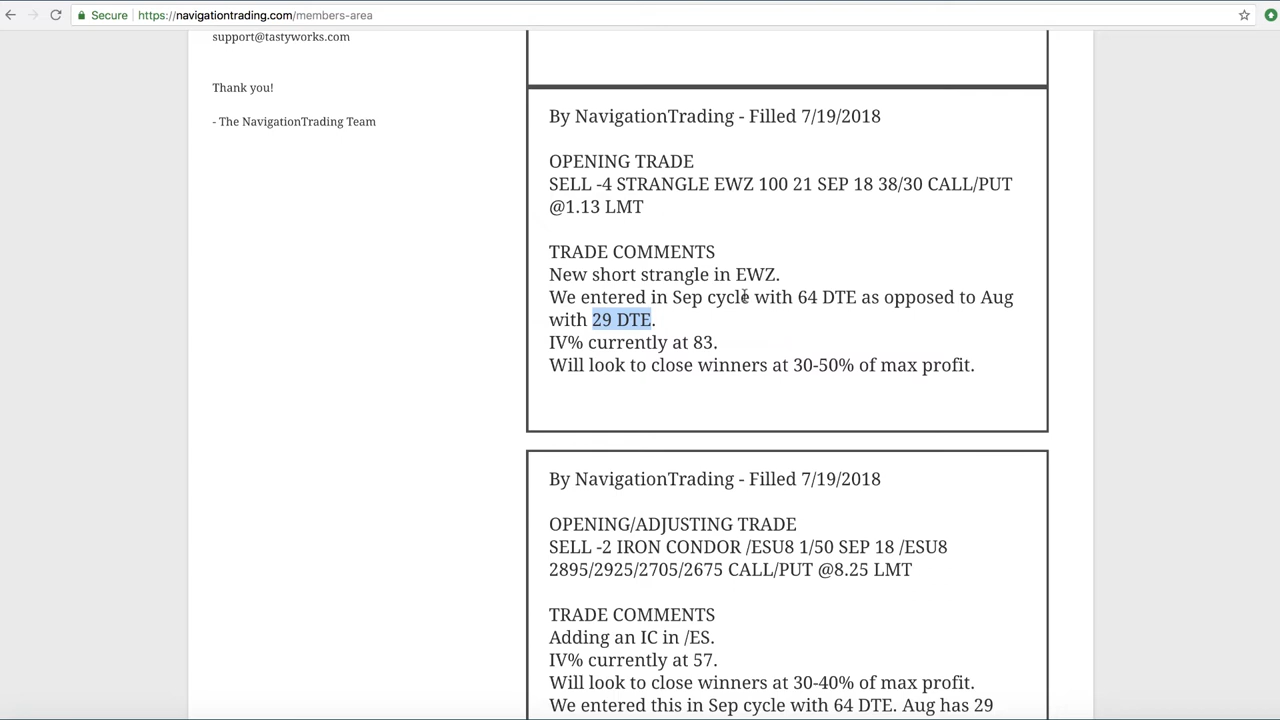 Secure
https://navigationtrading.com/members-area
support@tastyworks.com
Thank you!
- The NavigationTrading Team
By NavigationTrading - Filled 7/19/2018
OPENING TRADE
SELL -4 STRANGLE EWZ 100 21 SEP 18 38/30 CALL/PUT
@1.13 LMT
TRADE COMMENTS
New short strangle in EWZ.
We entered in Sep cycle with 64 DTE as opposed to Aug
with 29 DTE.
IV% currently at 83.
Will look to close winners at 30-50% of max profit.
By NavigationTrading - Filled 7/19/2018
OPENING/ADJUSTING TRADE
SELL -2 IRON CONDOR /ESU8 1/50 SEP 18 /ESU8
2895/2925/2705/2675 CALL/PUT @8.25 LMT
TRADE COMMENTS
Adding an IC in /ES.
IV% currently at 57.
Will look to close winners at 30-40% of max profit.
We entered this in Sep cycle with 64 DTE. Aug has 29